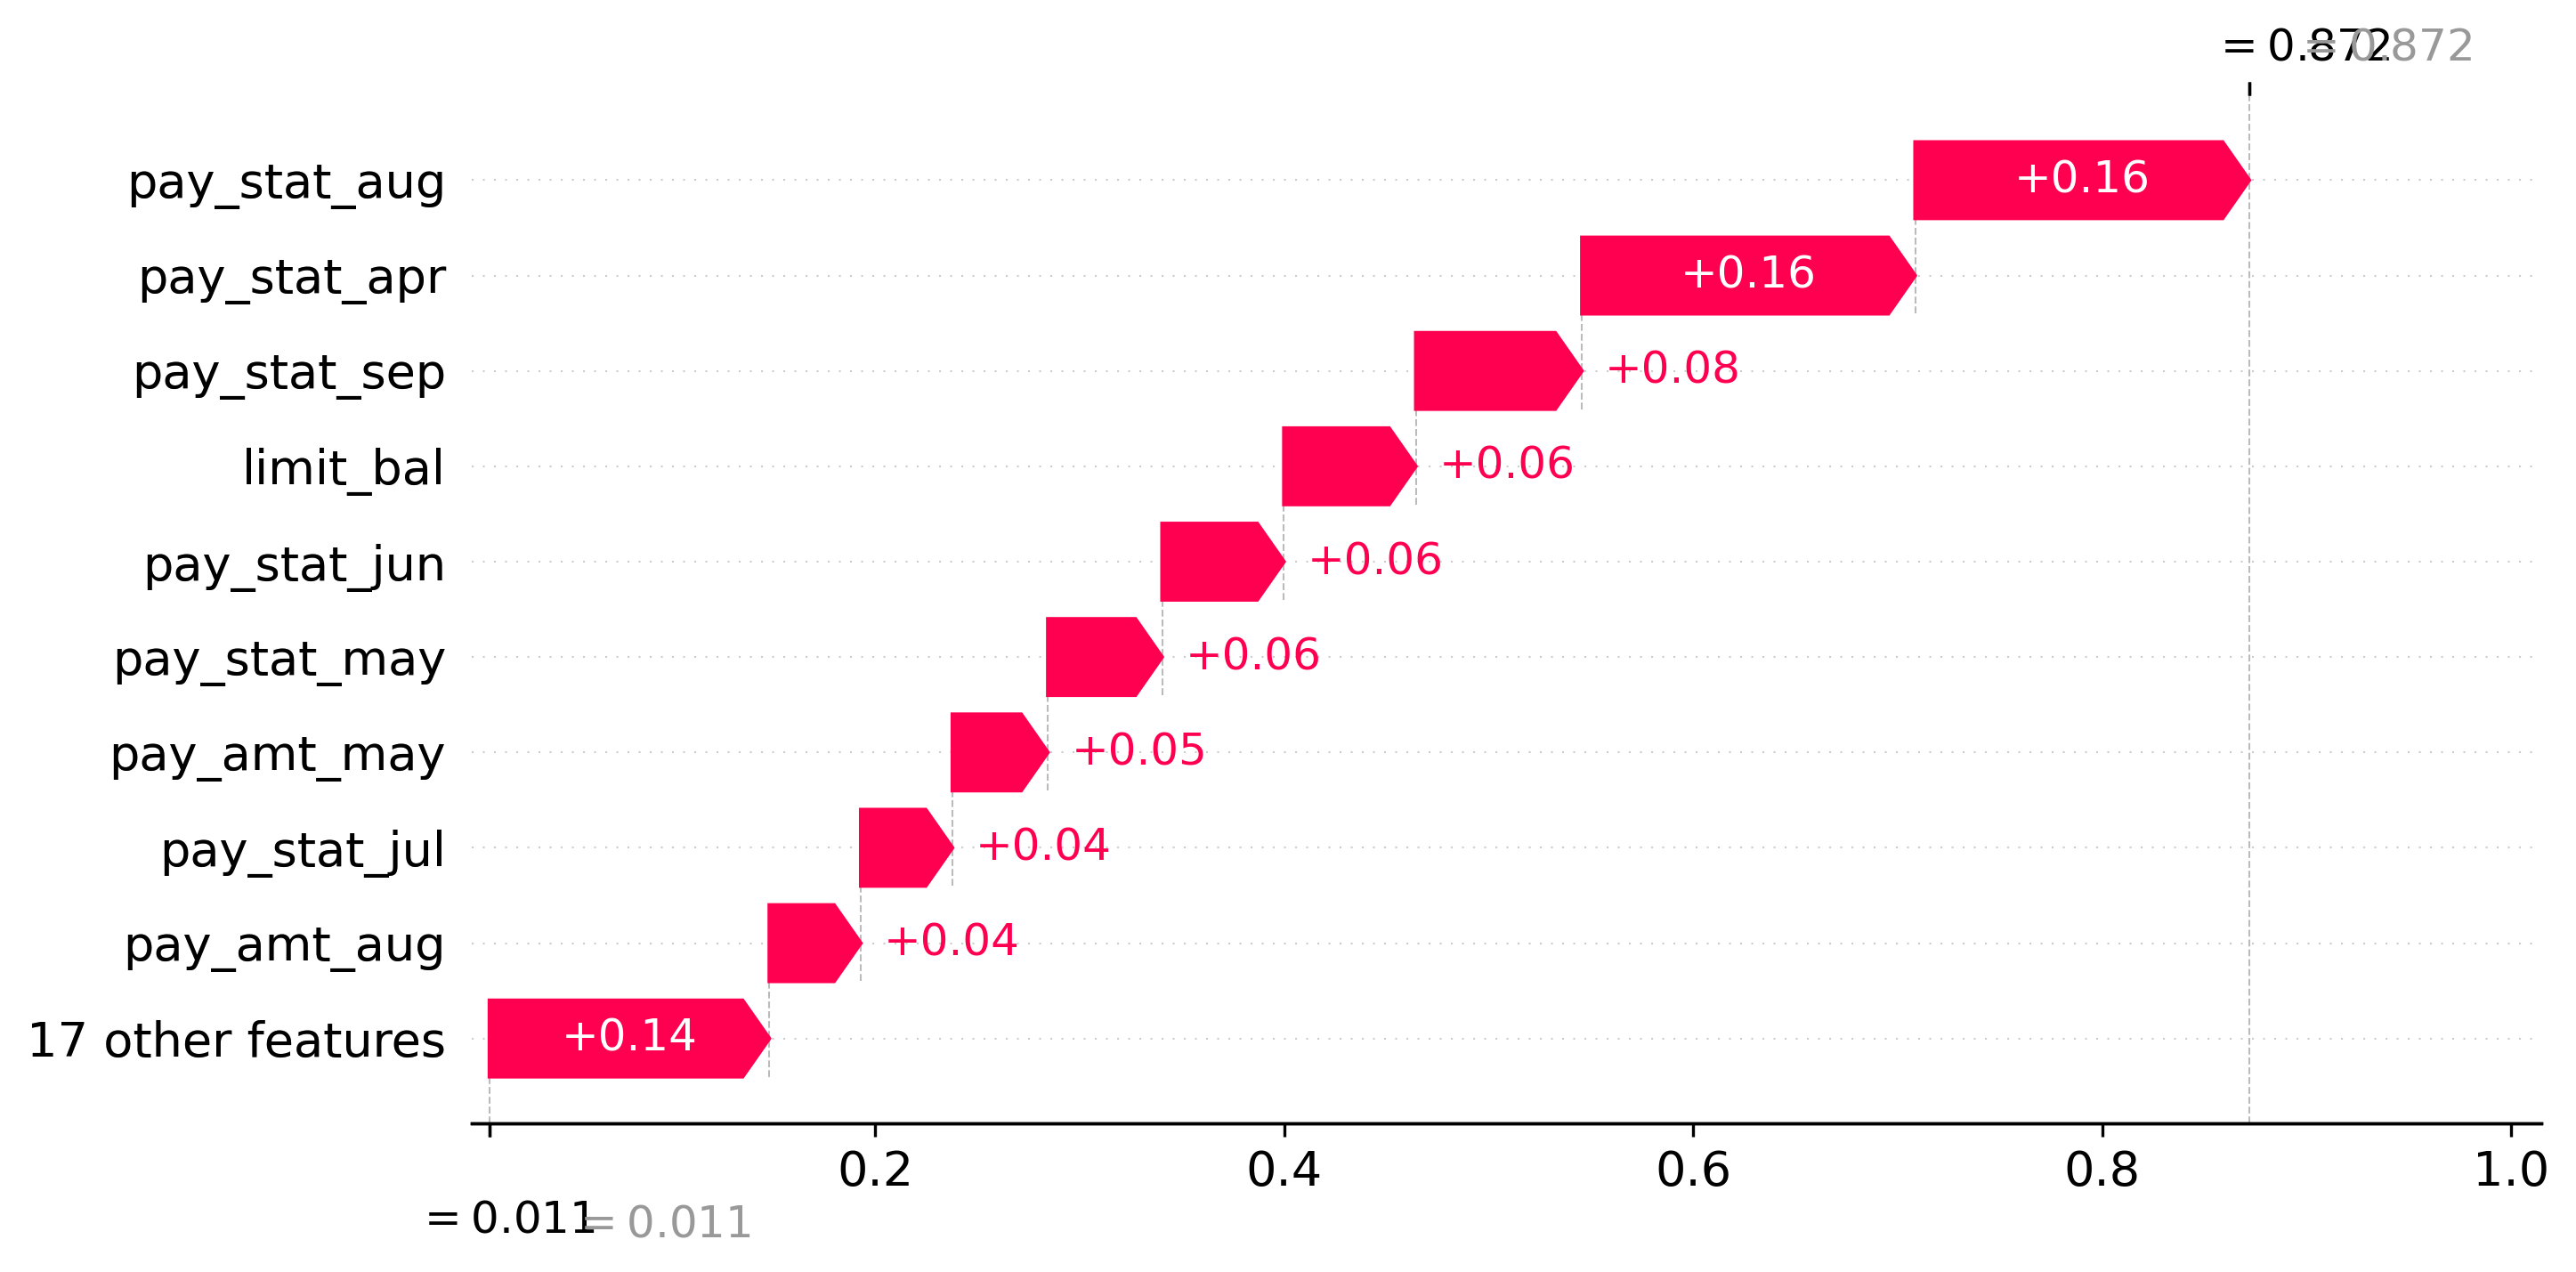 = 0.872 = 0.872
pay_stat_aug +0.16
pay_stat_apr +0.16
pay_stat_sep +0.08
limit_bal +0.06
pay_stat_jun +0.06
pay_stat_may +0.06
pay_amt_may +0.05
pay_stat_jul +0.04
pay_amt_aug +0.04
17 other features +0.14
0.2 0.4 0.6 0.8 1.0
= 0.011 = 0.011